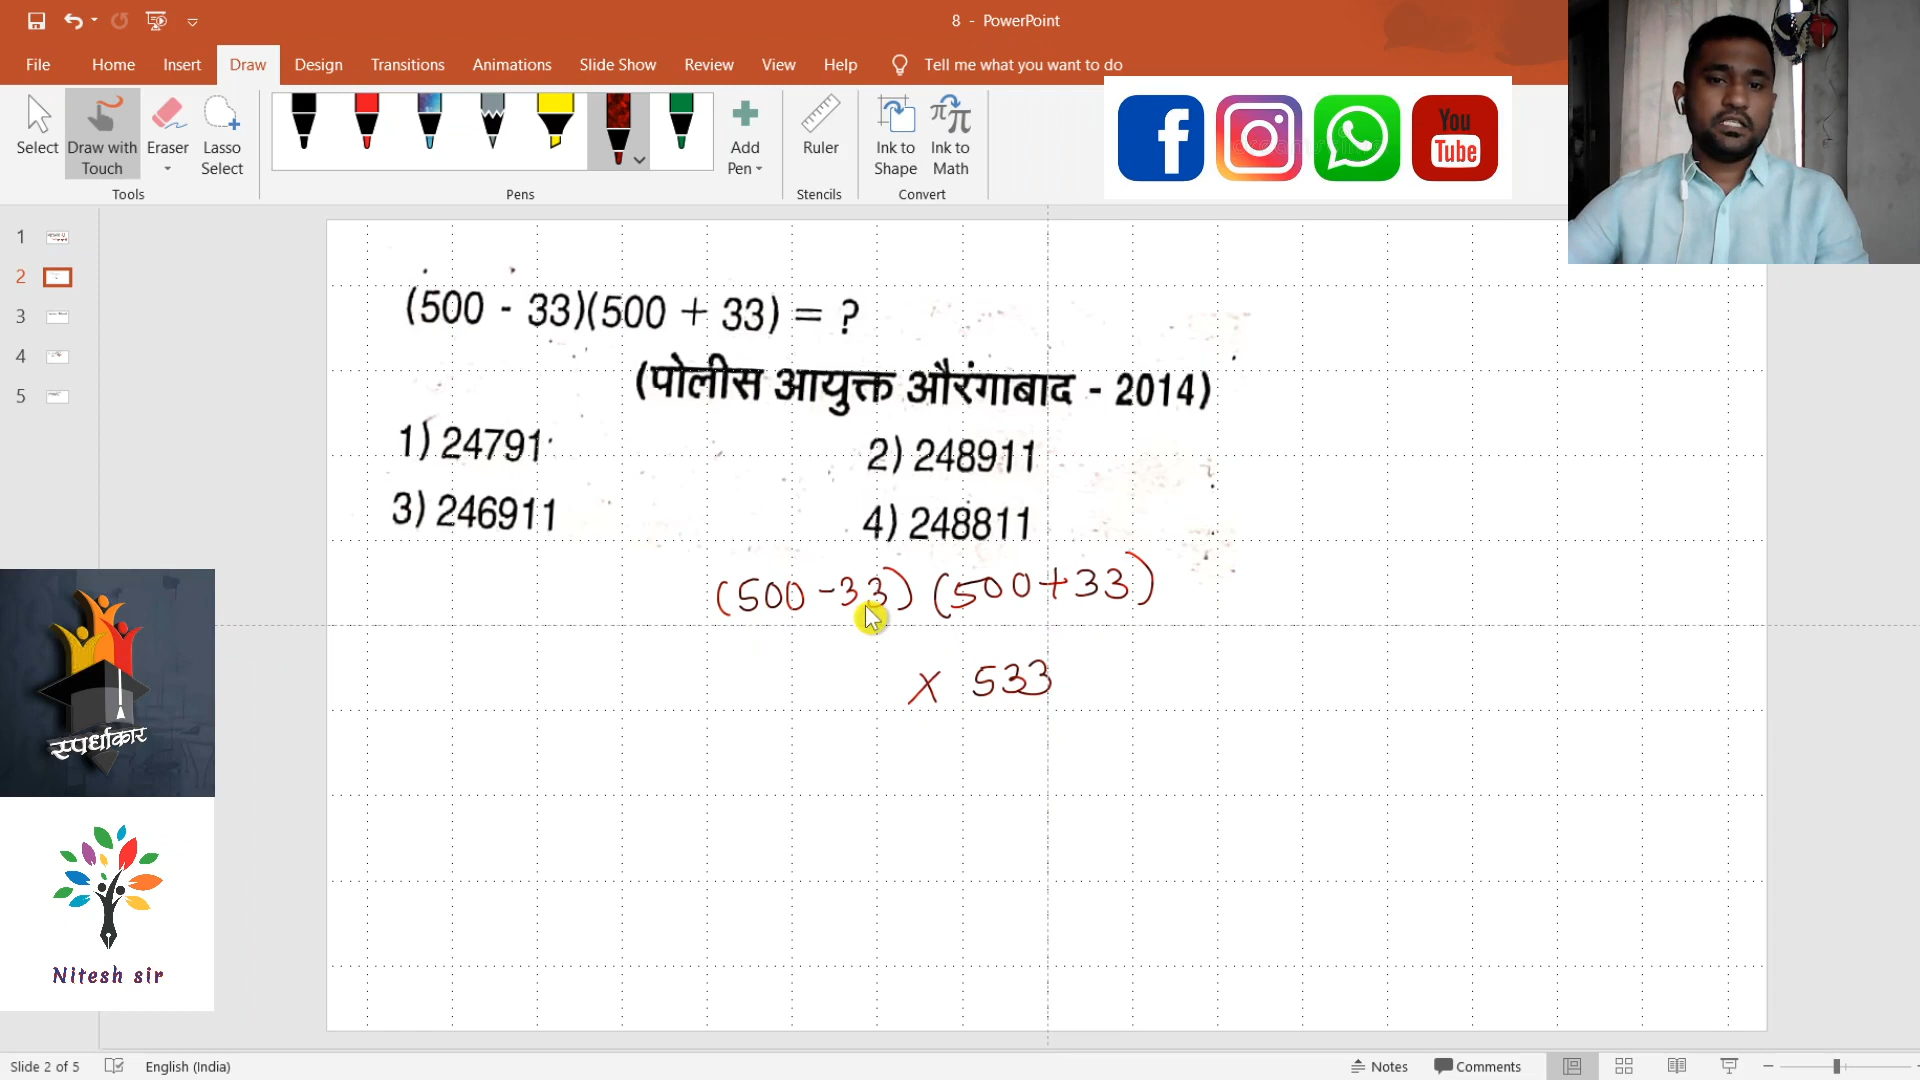 8 - PowerPoint
File Home Insert Draw Design Transitions Animations Slide Show Review View Help Tell me what you want to do
Select
Draw with Touch
Eraser
Lasso Select
Add Pen
Ruler
Ink to Shape
Ink to Math
Tools
Pens
Stencils
Convert
You Tube
1
2
3
4
5
(500 - 33)(500 + 33) = ?
(पोलीस आयुक्त औरंगाबाद - 2014)
1) 24791
2) 248911
3) 246911
4) 248811
(500 - 33) (500 + 33)
x 533
स्पर्धाकार
Nitesh sir
Slide 2 of 5
English (India)
Notes
Comments